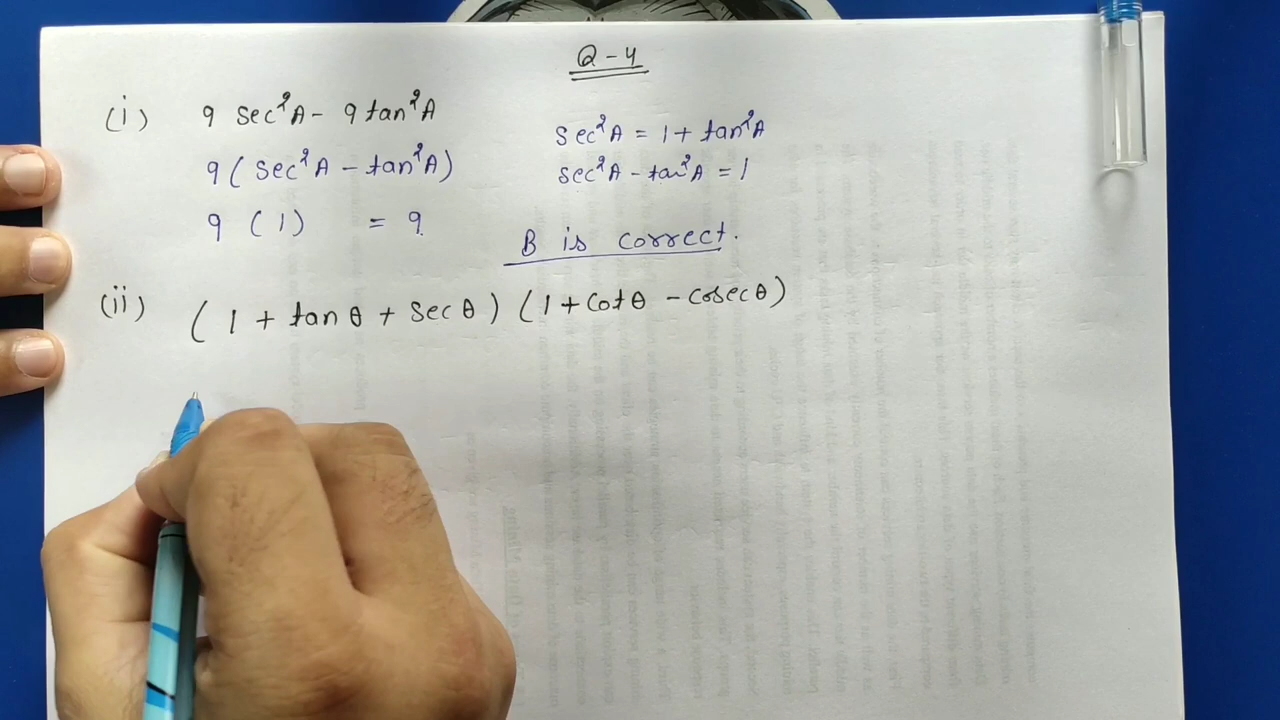 Q-4
(i) 9 sec²A - 9 tan²A
9 ( sec²A - tan²A)
9 ( 1 ) = 9.
sec²A = 1 + tan²A
sec²A - tan²A = 1
B is correct.
(ii) ( 1 + tan θ + sec θ ) ( 1 + cot θ - cosec θ )